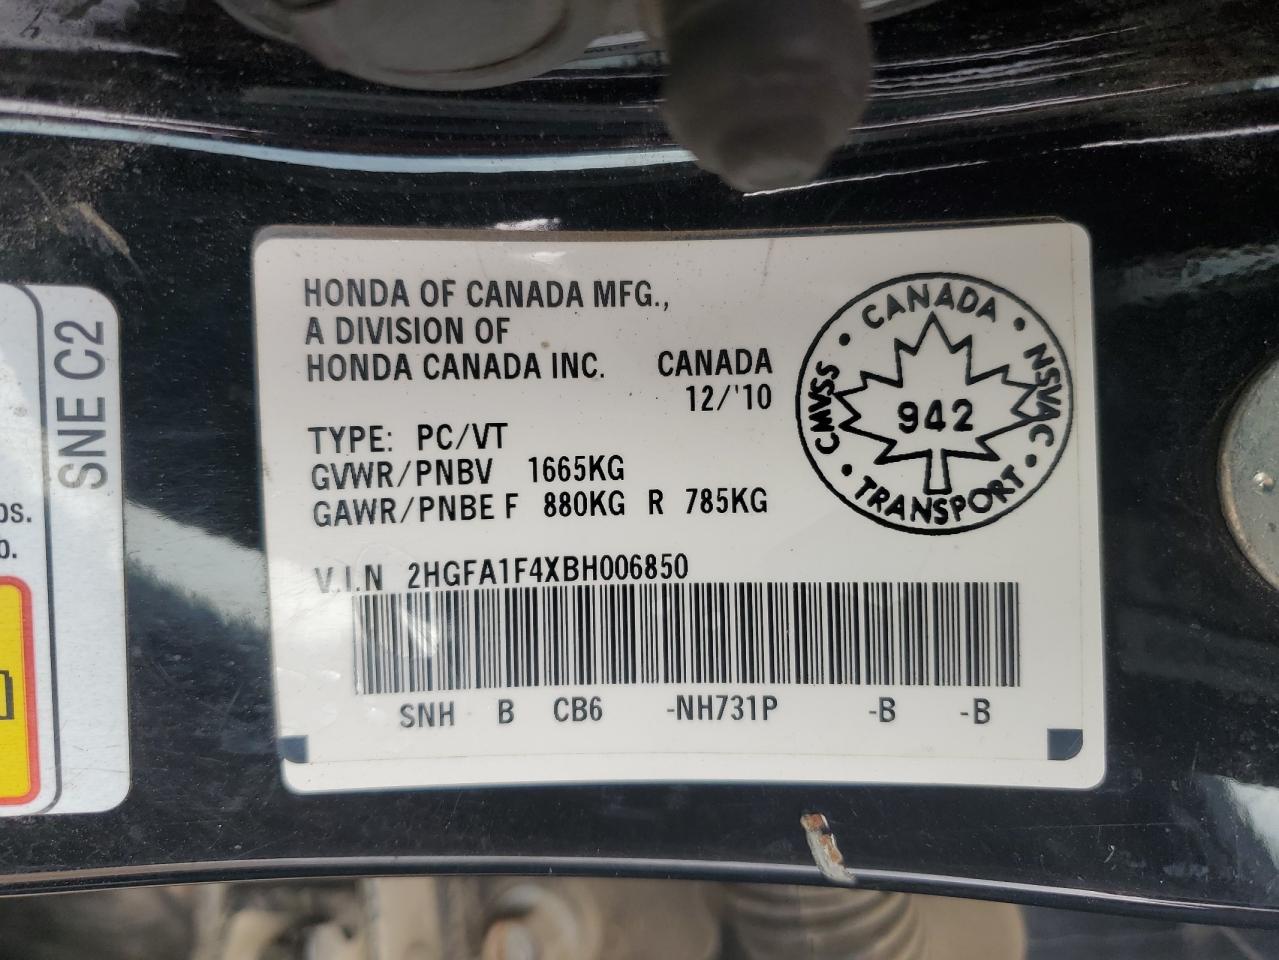 HONDA OF CANADA MFG.,
A DIVISION OF
HONDA CANADA INC. CANADA
12/'10
TYPE: PC/VT
GVWR/PNBV 1665KG
GAWR/PNBE F 880KG R 785KG
V.I.N 2HGFA1F4XBH006850
SNH B CB6 -NH731P -B -B
CANADA
NSVAC
TRANSPORT
CMVSS
942
SNE C2